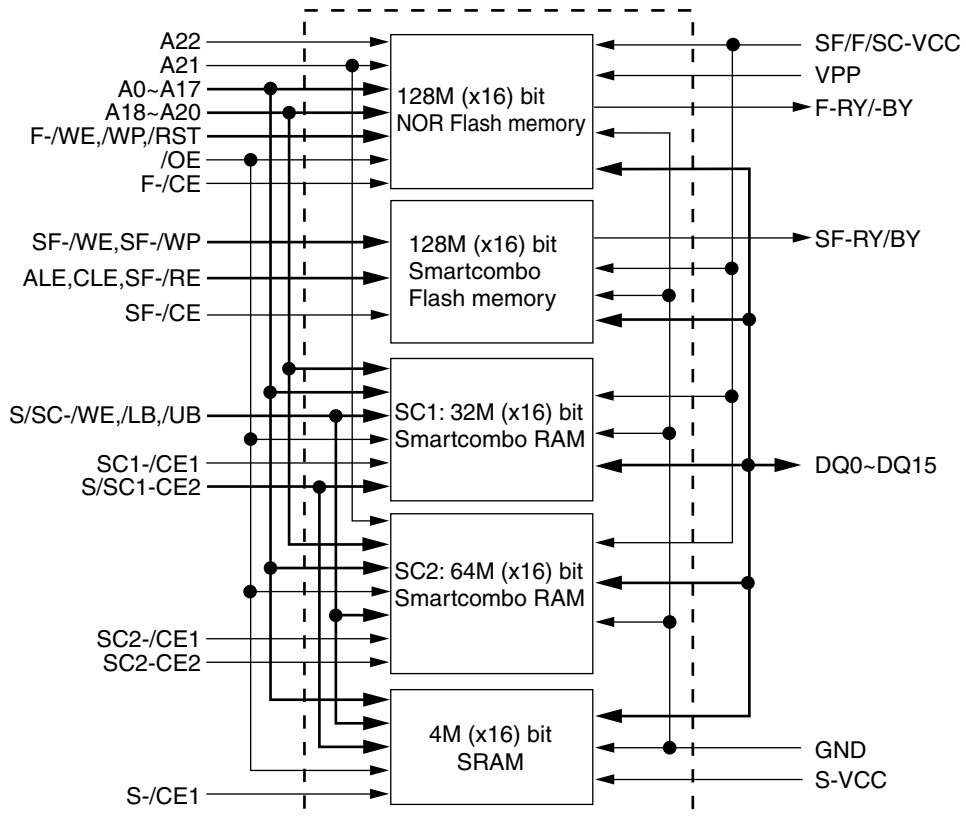 A22
A21
A0~A17
A18~A20
F-/WE,/WP,/RST
/OE
F-/CE
SF-/WE,SF-/WP
ALE,CLE,SF-/RE
SF-/CE
S/SC-/WE,/LB,/UB
SC1-/CE1
S/SC1-CE2
SC2-/CE1
SC2-CE2
S-/CE1
128M (x16) bit
NOR Flash memory
128M (x16) bit
Smartcombo
Flash memory
SC1: 32M (x16) bit
Smartcombo RAM
SC2: 64M (x16) bit
Smartcombo RAM
4M (x16) bit
SRAM
SF/F/SC-VCC
VPP
F-RY/-BY
SF-RY/BY
DQ0~DQ15
GND
S-VCC